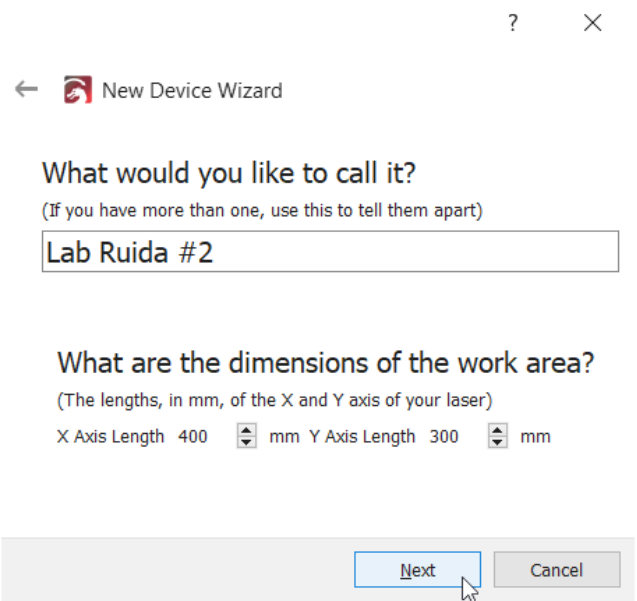 ?
New Device Wizard
What would you like to call it?
(If you have more than one, use this to tell them apart)
Lab Ruida #2
What are the dimensions of the work area?
(The lengths, in mm, of the X and Y axis of your laser)
X Axis Length 400 mm Y Axis Length 300 mm
Next Cancel